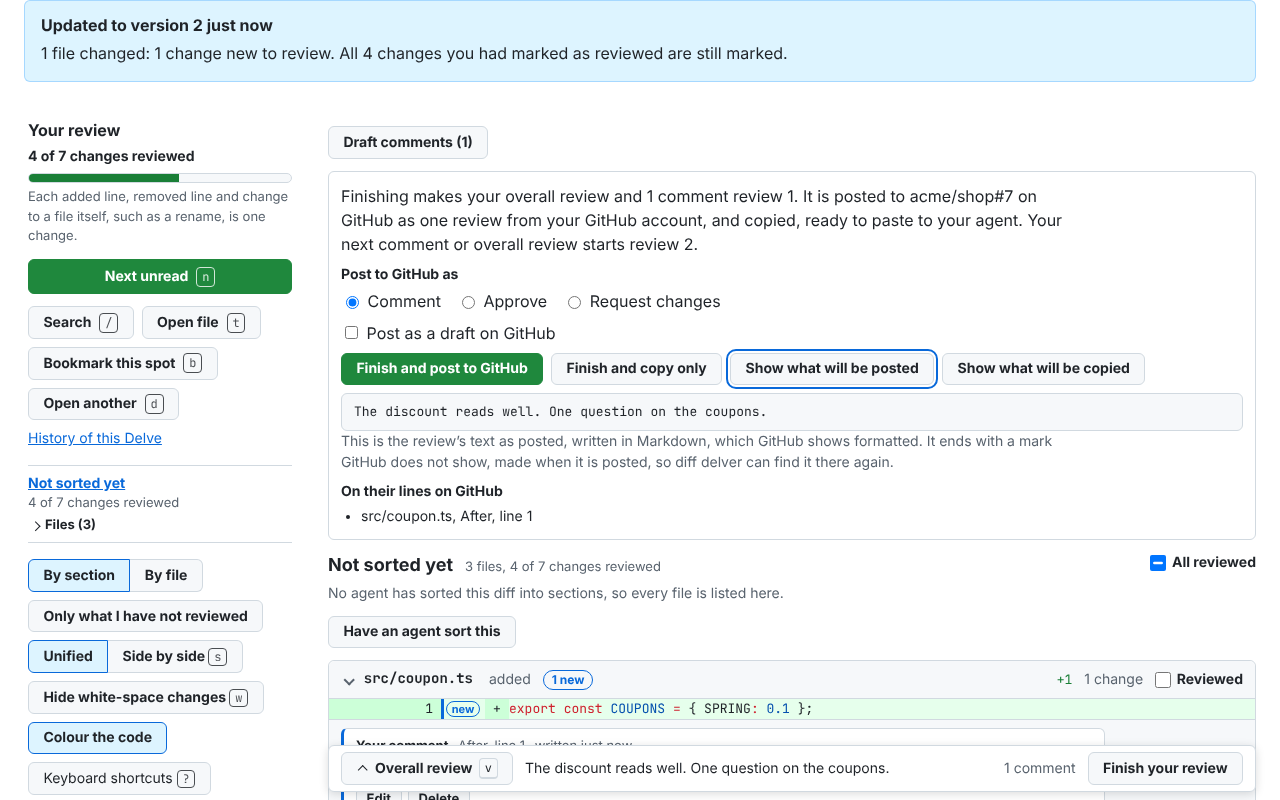 Updated to version 2 just now
1 file changed: 1 change new to review. All 4 changes you had marked as reviewed are still marked.
Your review
4 of 7 changes reviewed
Each added line, removed line and change
to a file itself, such as a rename, is one
change.
Next unread n
Search /
Open file t
Bookmark this spot b
Open another d
History of this Delve
Not sorted yet
4 of 7 changes reviewed
Files (3)
By section
By file
Only what I have not reviewed
Unified
Side by side s
Hide white-space changes w
Colour the code
Keyboard shortcuts ?
Draft comments (1)
Finishing makes your overall review and 1 comment review 1. It is posted to acme/shop#7 on
GitHub as one review from your GitHub account, and copied, ready to paste to your agent. Your
next comment or overall review starts review 2.
Post to GitHub as
Comment
Approve
Request changes
Post as a draft on GitHub
Finish and post to GitHub
Finish and copy only
Show what will be posted
Show what will be copied
The discount reads well. One question on the coupons.
This is the review’s text as posted, written in Markdown, which GitHub shows formatted. It ends with a mark
GitHub does not show, made when it is posted, so diff delver can find it there again.
On their lines on GitHub
• src/coupon.ts, After, line 1
Not sorted yet 3 files, 4 of 7 changes reviewed
All reviewed
No agent has sorted this diff into sections, so every file is listed here.
Have an agent sort this
src/coupon.ts added 1 new +1 1 change Reviewed
1 new + export const COUPONS = { SPRING: 0.1 };
Your comment After, line 1 written just now
Overall review v The discount reads well. One question on the coupons. 1 comment Finish your review
Edit Delete